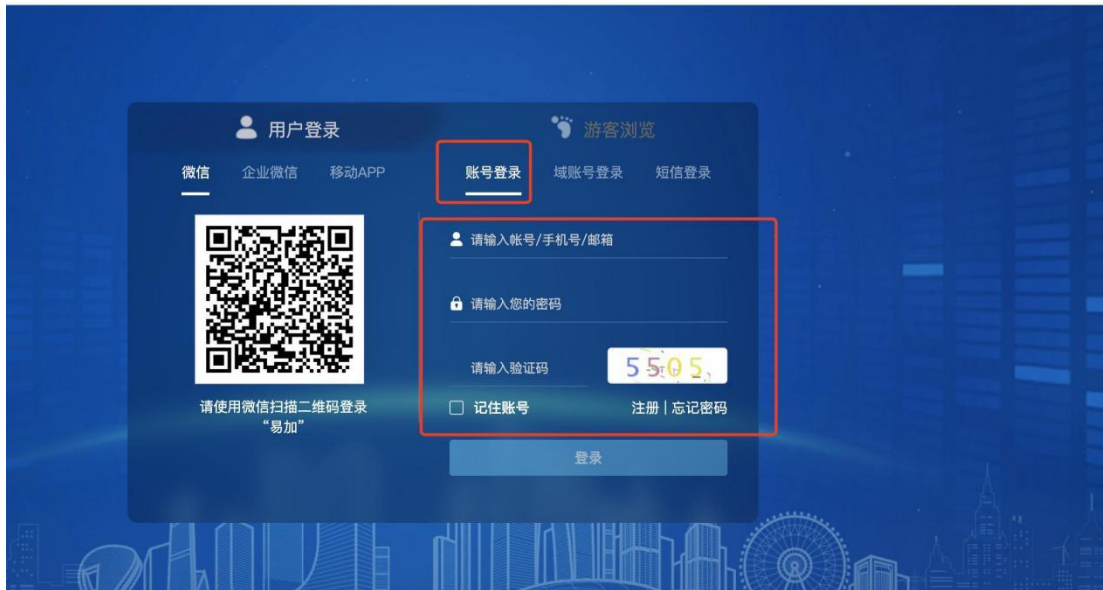 用户登录
游客浏览
微信 企业微信 移动APP
账号登录 域账号登录 短信登录
请输入帐号/手机号/邮箱
请输入您的密码
请输入验证码 5505
请使用微信扫描二维码登录
“易加”
记住账号 注册 | 忘记密码
登录